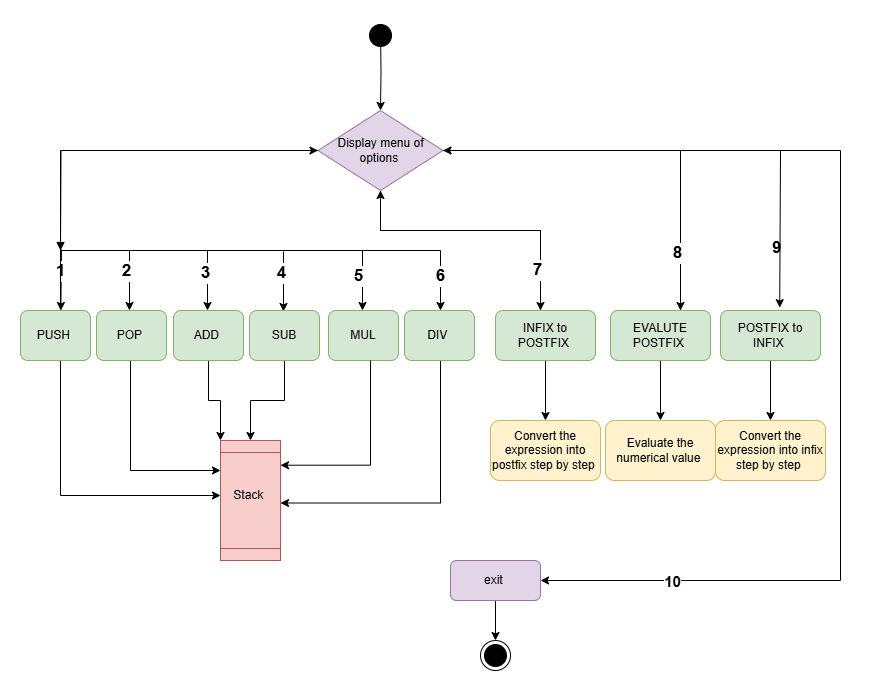 Display menu of
options
1
2
3
4
5
6
7
8
9
PUSH
POP
ADD
SUB
MUL
DIV
INFIX to
POSTFIX
EVALUTE
POSTFIX
POSTFIX to
INFIX
Convert the
expression into
postfix step by step
Evaluate the
numerical value
Convert the
expression into infix
step by step
Stack
exit
10